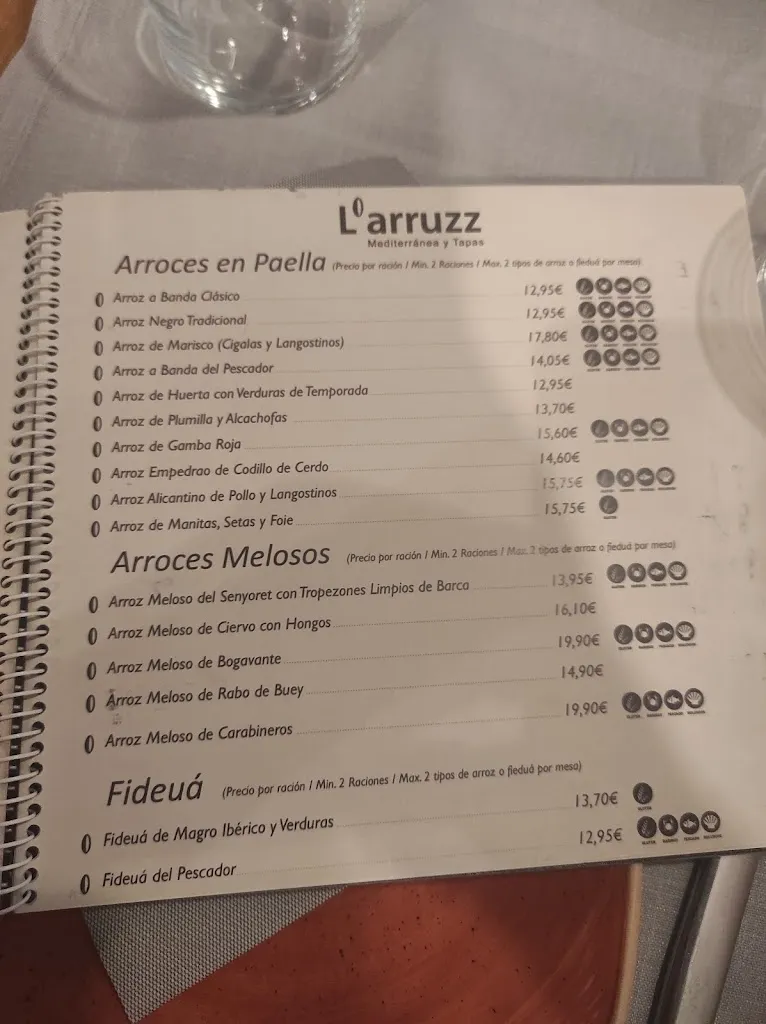 L'arruzz
Mediterránea y Tapas
Arroces en Paella (Precio por ración / Min. 2 Raciones / Max. 2 tipos de arroz o fieduá por mesa)
Arroz a Banda Clásico 12,95€
Arroz Negro Tradicional 12,95€
Arroz de Marisco (Cigalas y Langostinos) 17,80€
Arroz a Banda del Pescador 14,05€
Arroz de Huerta con Verduras de Temporada 12,95€
Arroz de Plumilla y Alcachofas 13,70€
Arroz de Gamba Roja 15,60€
Arroz Empedrao de Codillo de Cerdo 14,60€
Arroz Alicantino de Pollo y Langostinos 15,75€
Arroz de Manitas, Setas y Foie 15,75€
Arroces Melosos (Precio por ración / Min. 2 Raciones / Max. 2 tipos de arroz o fieduá por mesa)
Arroz Meloso del Senyoret con Tropezones Limpios de Barca 13,95€
Arroz Meloso de Ciervo con Hongos 16,10€
Arroz Meloso de Bogavante 19,90€
Arroz Meloso de Rabo de Buey 14,90€
Arroz Meloso de Carabineros 19,90€
Fideuá (Precio por ración / Min. 2 Raciones / Max. 2 tipos de arroz o fieduá por mesa)
Fideuá de Magro Ibérico y Verduras 13,70€
Fideuá del Pescador 12,95€